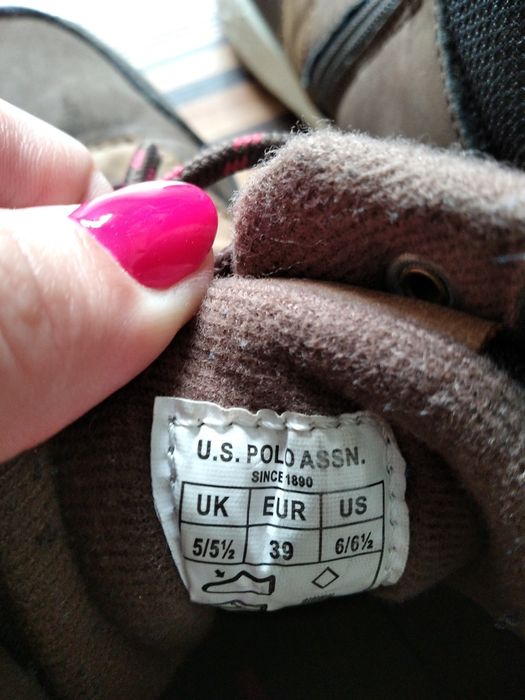 U.S. POLO ASSN.
SINCE 1890
UK EUR US
5/5½ 39 6/6½